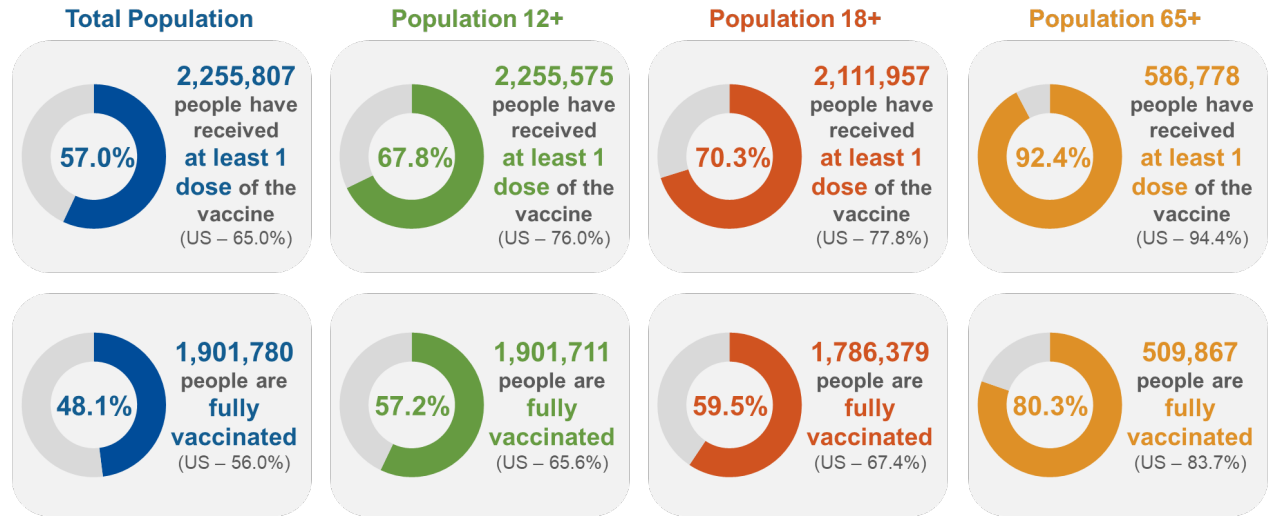 Total Population
57.0%
2,255,807
people have
received
at least 1
dose of the
vaccine
(US – 65.0%)
48.1%
1,901,780
people are
fully
vaccinated
(US – 56.0%)
Population 12+
67.8%
2,255,575
people have
received
at least 1
dose of the
vaccine
(US – 76.0%)
57.2%
1,901,711
people are
fully
vaccinated
(US – 65.6%)
Population 18+
70.3%
2,111,957
people have
received
at least 1
dose of the
vaccine
(US – 77.8%)
59.5%
1,786,379
people are
fully
vaccinated
(US – 67.4%)
Population 65+
92.4%
586,778
people have
received
at least 1
dose of the
vaccine
(US – 94.4%)
80.3%
509,867
people are
fully
vaccinated
(US – 83.7%)